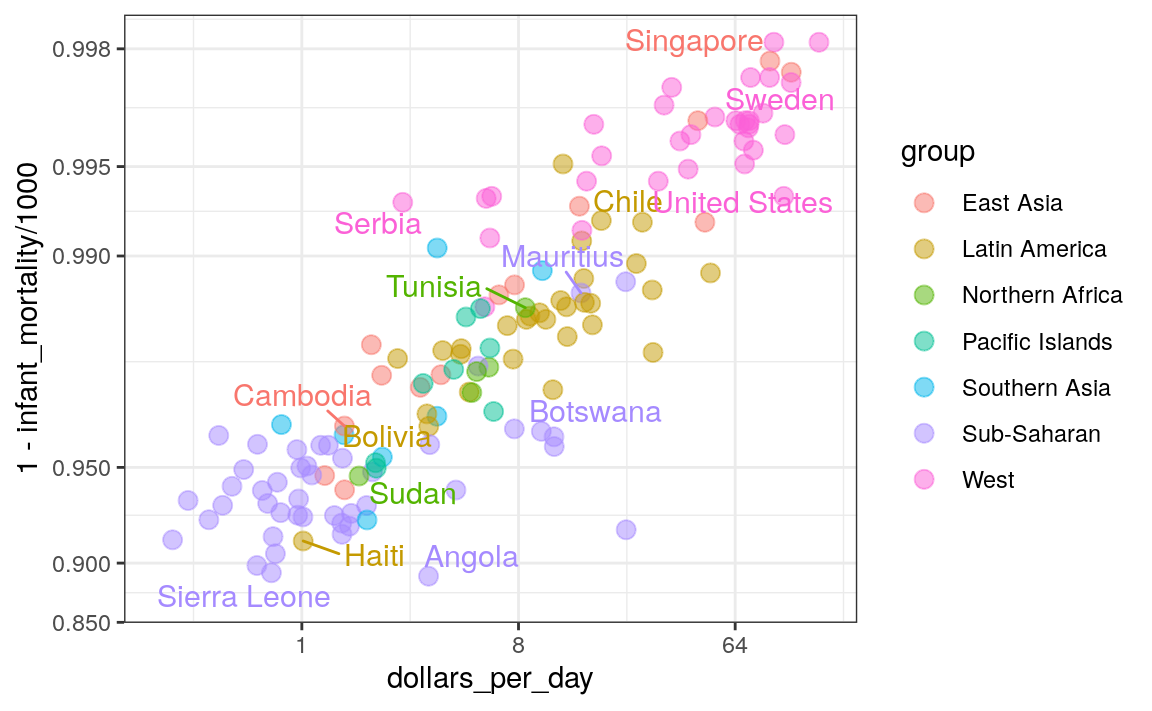 Singapore
0.998
Sweden
group
0.995
East Asia
Chile
United States
Serbia
Latin America
0.990
Mauritius
Tunisia
Northern Africa
Pacific Islands
Cambodia
Southern Asia
Botswana
Bolivia
Sub-Saharan
0.950
Sudan
West
Haiti
Angola
0.900
Sierra Leone
0.850
1 - infant_mortality/1000
1 8 64
dollars_per_day